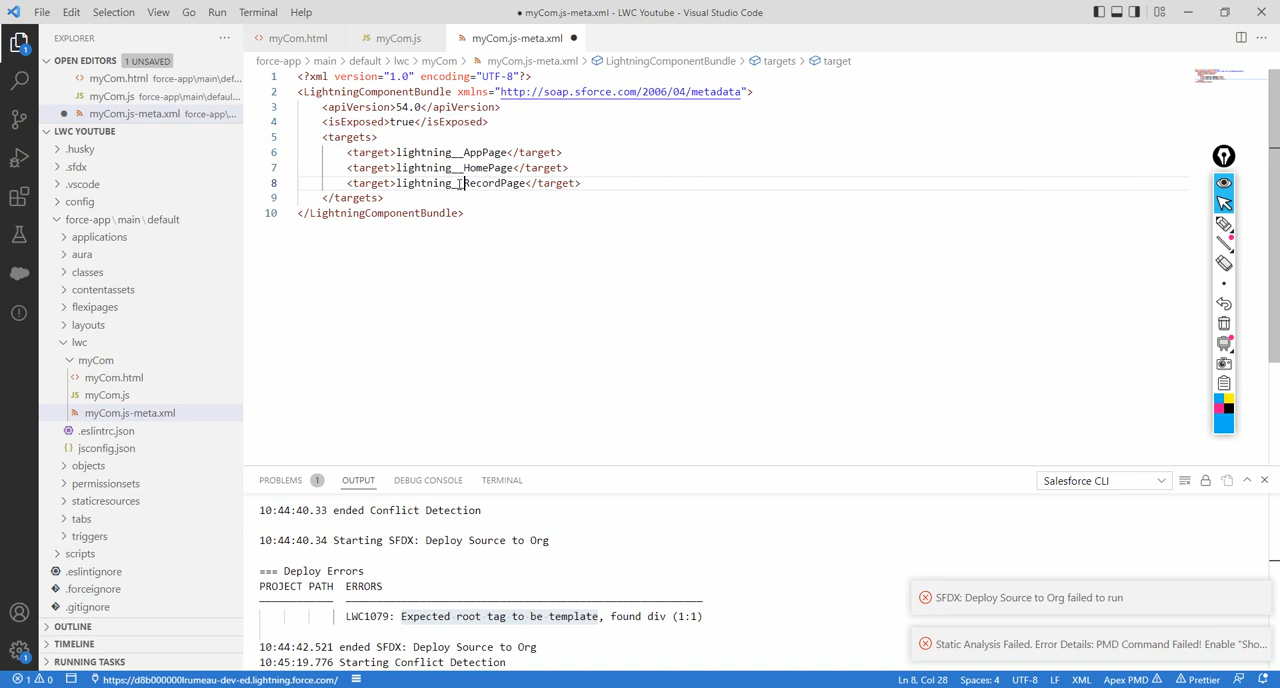 File Edit Selection View Go Run Terminal Help
● myCom.js-meta.xml - LWC Youtube - Visual Studio Code
EXPLORER
OPEN EDITORS 1 UNSAVED
myCom.html force-app\main\def...
myCom.js force-app\main\default...
myCom.js-meta.xml force-app\...
LWC YOUTUBE
.husky
.sfdx
.vscode
config
force-app\main\default
applications
aura
classes
contentassets
flexipages
layouts
lwc
myCom
myCom.html
myCom.js
myCom.js-meta.xml
.eslintrc.json
jsconfig.json
objects
permissionsets
staticresources
tabs
triggers
scripts
.eslintignore
.forceignore
.gitignore
OUTLINE
TIMELINE
RUNNING TASKS
myCom.html
myCom.js
myCom.js-meta.xml
force-app > main > default > lwc > myCom > myCom.js-meta.xml > LightningComponentBundle > targets > target
1 <?xml version="1.0" encoding="UTF-8"?>
2 <LightningComponentBundle xmlns="http://soap.sforce.com/2006/04/metadata">
3 <apiVersion>54.0</apiVersion>
4 <isExposed>true</isExposed>
5 <targets>
6 <target>lightning__AppPage</target>
7 <target>lightning__HomePage</target>
8 <target>lightning__RecordPage</target>
9 </targets>
10 </LightningComponentBundle>
PROBLEMS 1 OUTPUT DEBUG CONSOLE TERMINAL
Salesforce CLI
10:44:40.33 ended Conflict Detection
10:44:40.34 Starting SFDX: Deploy Source to Org
=== Deploy Errors
PROJECT PATH ERRORS
LWC1079: Expected root tag to be template, found div (1:1)
10:44:42.521 ended SFDX: Deploy Source to Org
10:45:19.776 Starting Conflict Detection
SFDX: Deploy Source to Org failed to run
Static Analysis Failed. Error Details: PMD Command Failed! Enable "Sho...
1 0 https://d8b000000lrumeau-dev-ed.lightning.force.com/
Ln 8, Col 28 Spaces: 4 UTF-8 LF XML Apex PMD Prettier